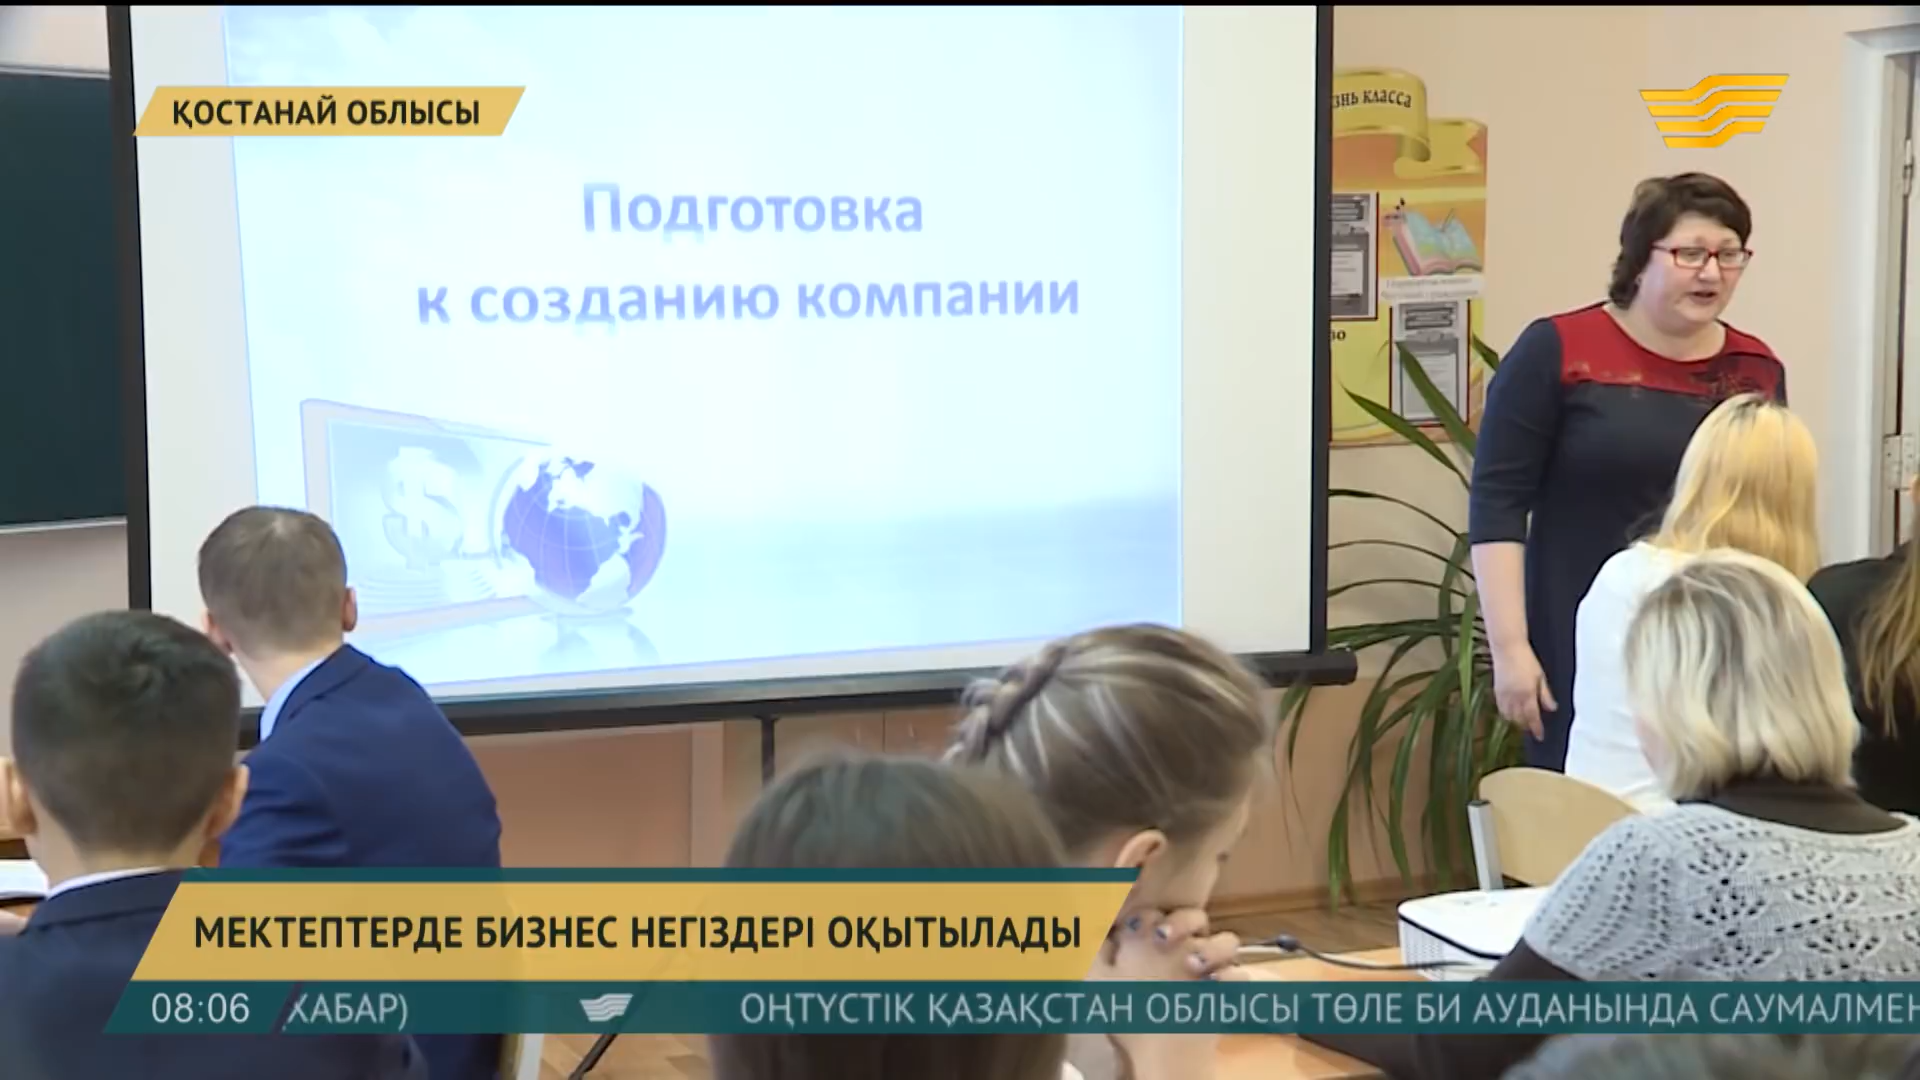 ҚОСТАНАЙ ОБЛЫСЫ
ЗНЬ КЛАССА
Подготовка
к созданию компании
МЕКТЕПТЕРДЕ БИЗНЕС НЕГІЗДЕРІ ОҚЫТЫЛАДЫ
08:06 ХАБАР) ОҢТҮСТІК ҚАЗАҚСТАН ОБЛЫСЫ ТӨЛЕ БИ АУДАНЫНДА САУМАЛМЕН